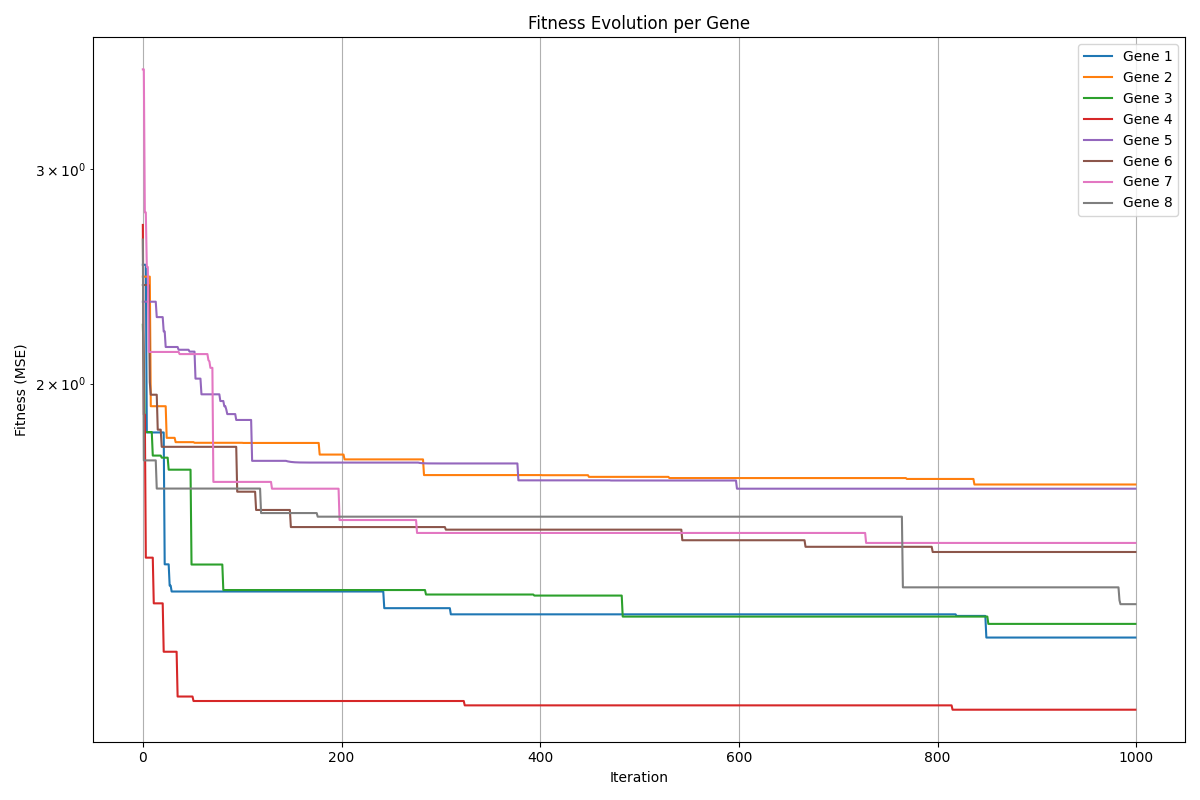 Fitness Evolution per Gene
Gene 1
Gene 2
Gene 3
Gene 4
Gene 5
Gene 6
Gene 7
Gene 8
3 × 10⁰
2 × 10⁰
Fitness (MSE)
0 200 400 600 800 1000
Iteration